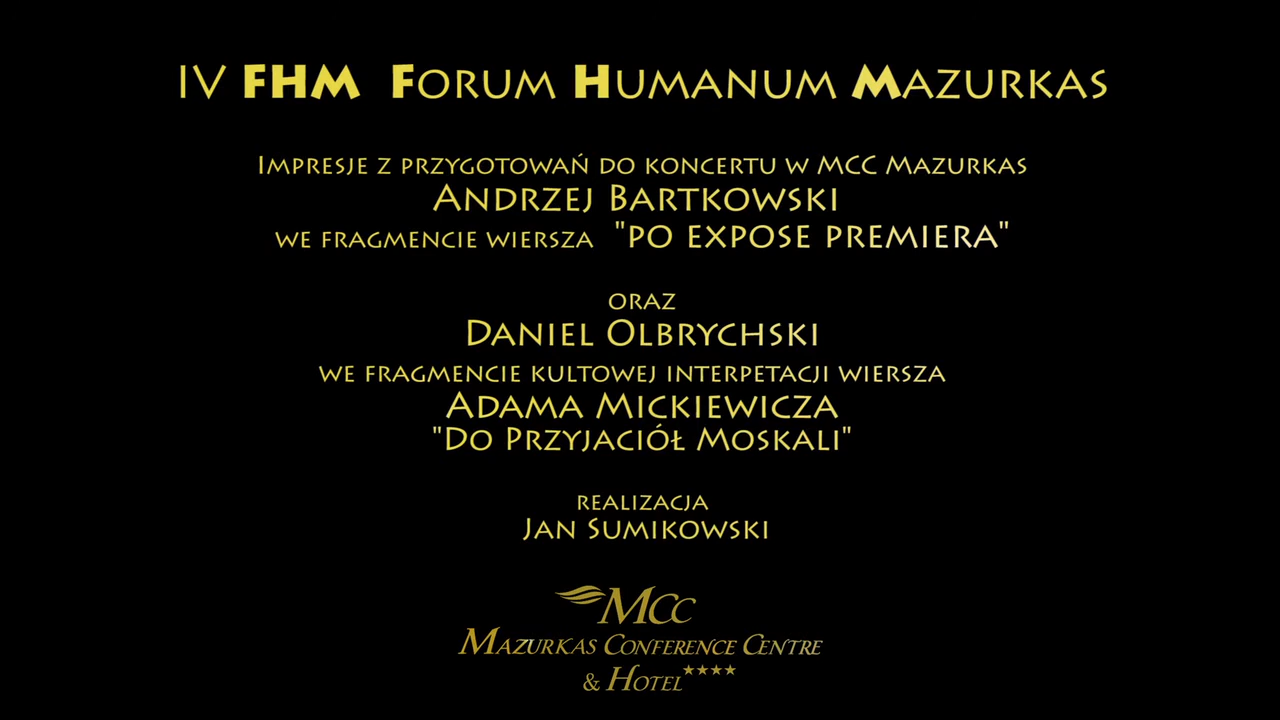 IV FHM Forum Humanum Mazurkas
Impresje z przygotowań do koncertu w MCC Mazurkas
Andrzej Bartkowski
we fragmencie wiersza "PO EXPOSE PREMIERA"
oraz
Daniel Olbrychski
we fragmencie kultowej interpetacji wiersza
Adama Mickiewicza
"Do Przyjaciół Moskali"
realizacja
Jan Sumikowski
MCC
Mazurkas Conference Centre
& Hotel****